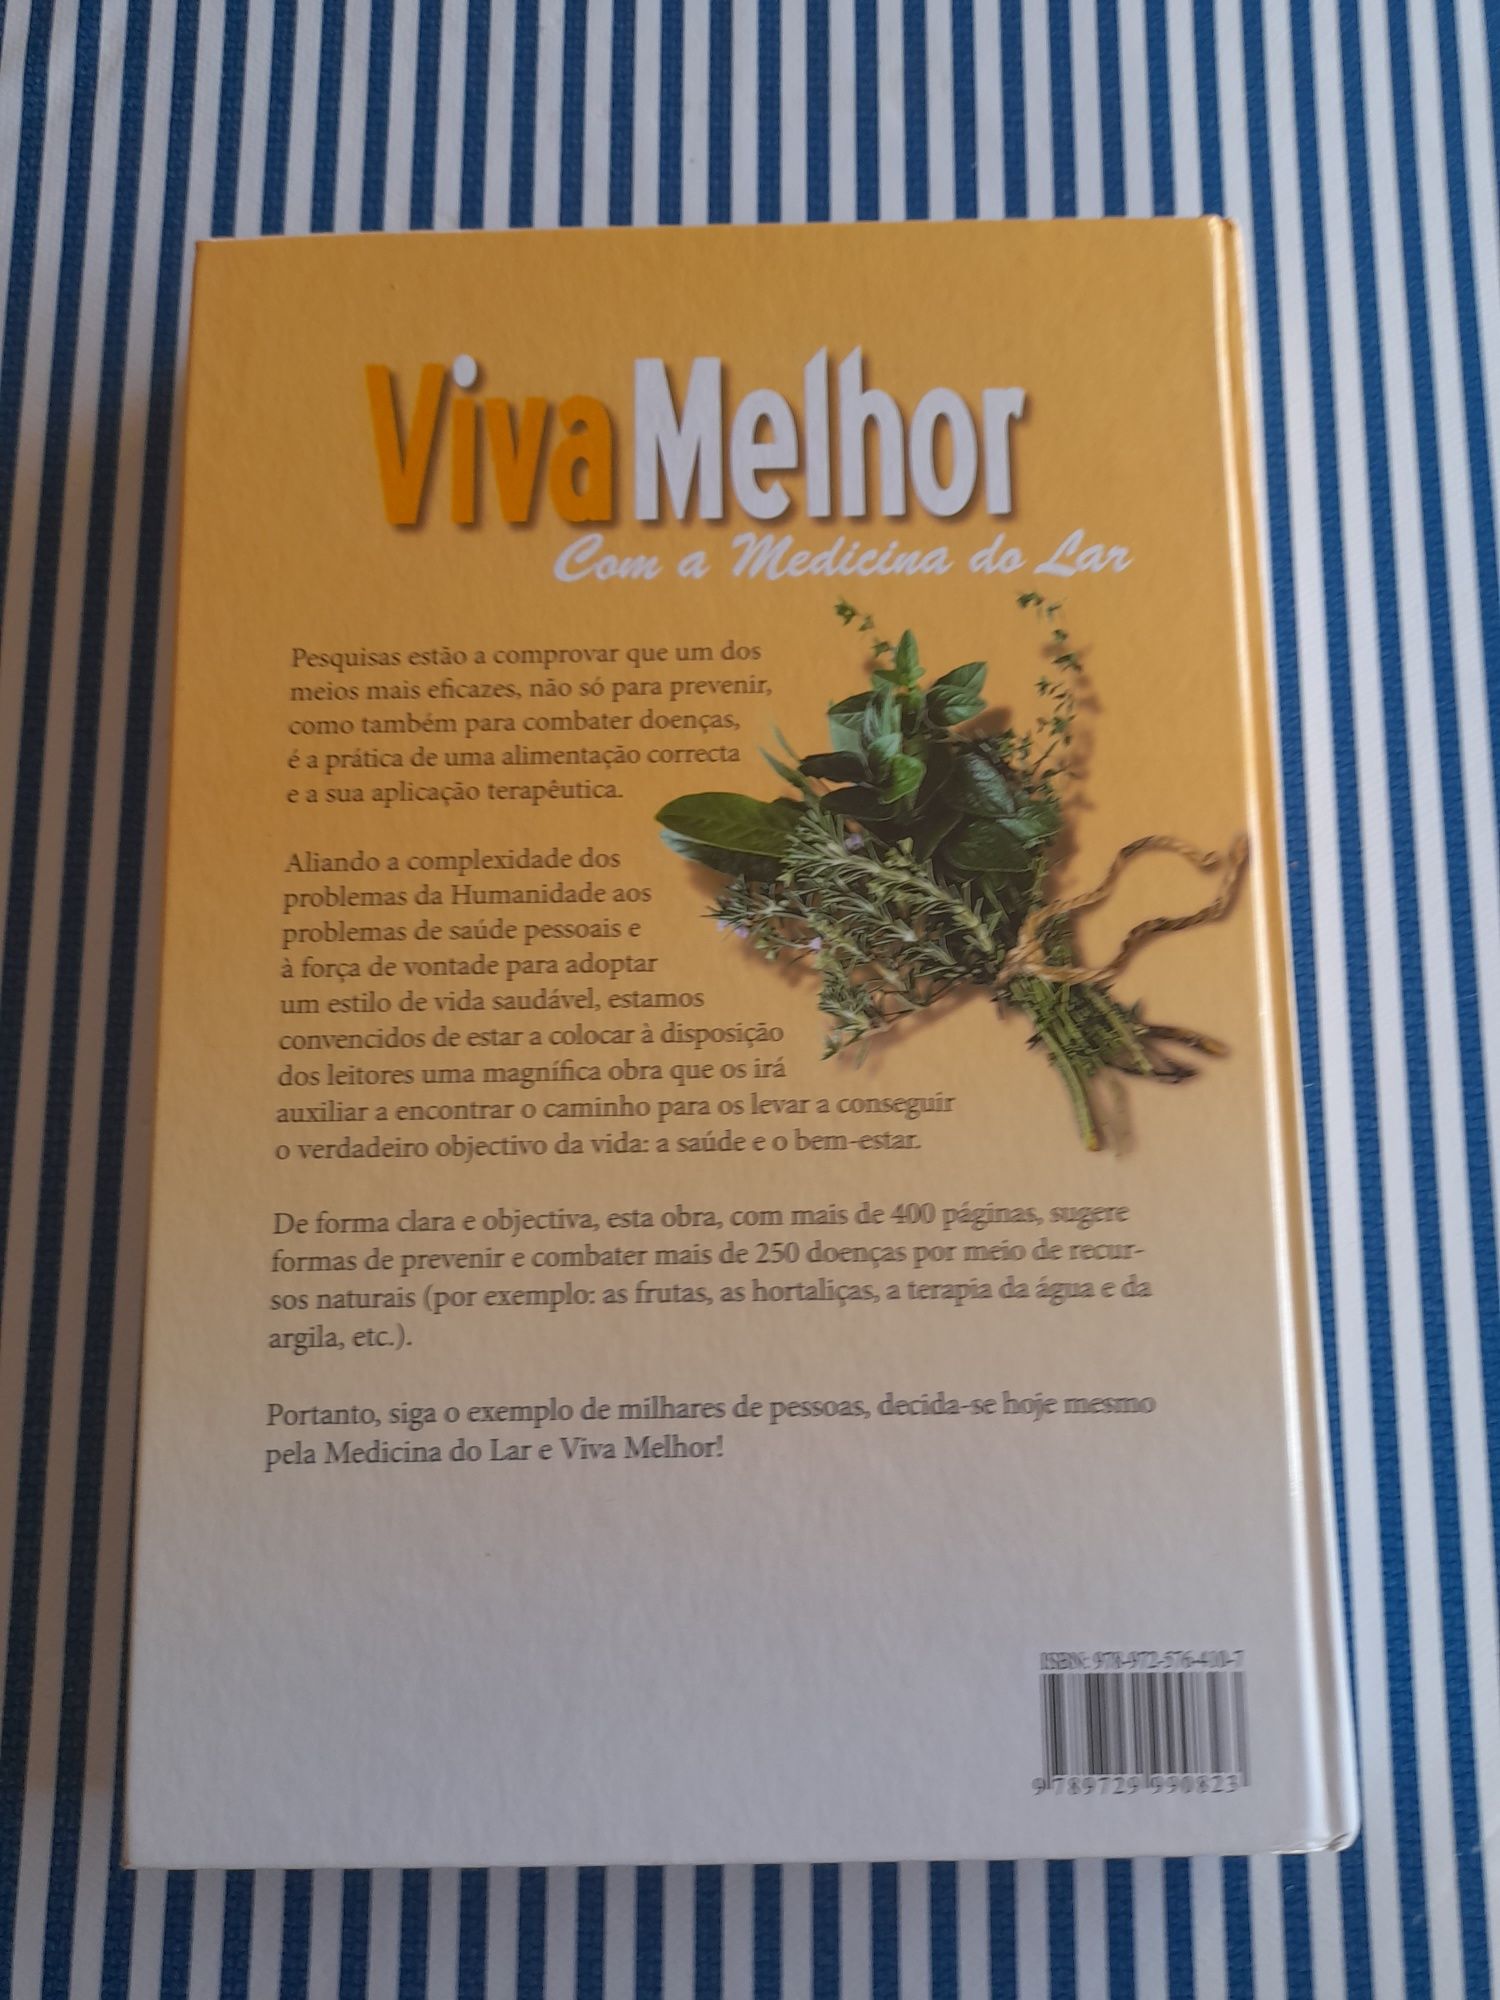 Viva Melhor
Com a Medicina do Lar
Pesquisas estão a comprovar que um dos
meios mais eficazes, não só para prevenir,
como também para combater doenças,
é a prática de uma alimentação correcta
e a sua aplicação terapêutica.
Aliando a complexidade dos
problemas da Humanidade aos
problemas de saúde pessoais e
à força de vontade para adoptar
um estilo de vida saudável, estamos
convencidos de estar a colocar à disposição
dos leitores uma magnífica obra que os irá
auxiliar a encontrar o caminho para os levar a conseguir
o verdadeiro objectivo da vida: a saúde e o bem-estar.
De forma clara e objectiva, esta obra, com mais de 400 páginas, sugere
formas de prevenir e combater mais de 250 doenças por meio de recur-
sos naturais (por exemplo: as frutas, as hortaliças, a terapia da água e da
argila, etc.).
Portanto, siga o exemplo de milhares de pessoas, decida-se hoje mesmo
pela Medicina do Lar e Viva Melhor!
ISBN: 978-972-576-410-7
9 789729 990823